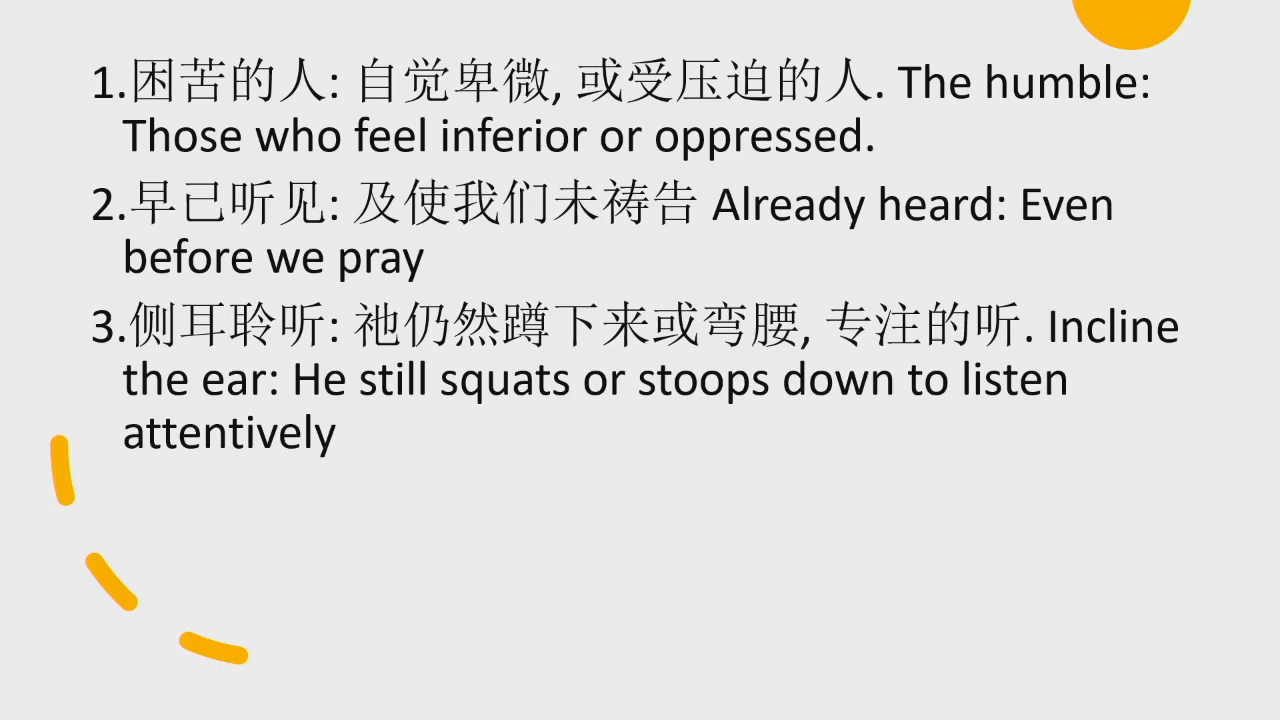 1.困苦的人: 自觉卑微, 或受压迫的人. The humble:
Those who feel inferior or oppressed.
2.早已听见: 及使我们未祷告 Already heard: Even
before we pray
3.侧耳聆听: 祂仍然蹲下来或弯腰, 专注的听. Incline
the ear: He still squats or stoops down to listen
attentively